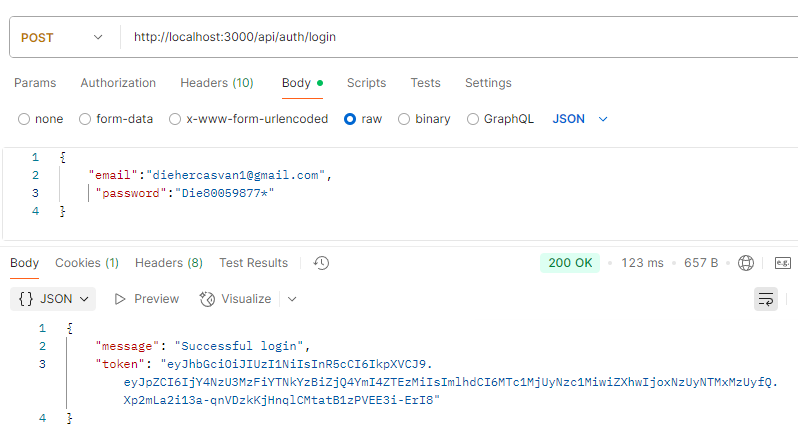 POST http://localhost:3000/api/auth/login
Params Authorization Headers (10) Body Scripts Tests Settings
none form-data x-www-form-urlencoded raw binary GraphQL JSON
1 {
2 "email":"diehercasvan1@gmail.com",
3 "password":"Die80059877*"
4 }
Body Cookies (1) Headers (8) Test Results 200 OK 123 ms 657 B e.g.
{} JSON Preview Visualize
1 {
2 "message": "Successful login",
3 "token": "eyJhbGciOiJIUzI1NiIsInR5cCI6IkpXVCJ9.
eyJpZCI6IjY4NzU3MzFiYTNkYzBiZjQ4YmI4ZTEzMiIsImlhdCI6MTc1MjUyNzc1MiwiZXhwIjoxNzUyNTMxMzUyfQ.
Xp2mLa2i13a-qnVDzkKjHnqlCMtatB1zPVEE3i-ErI8"
4 }